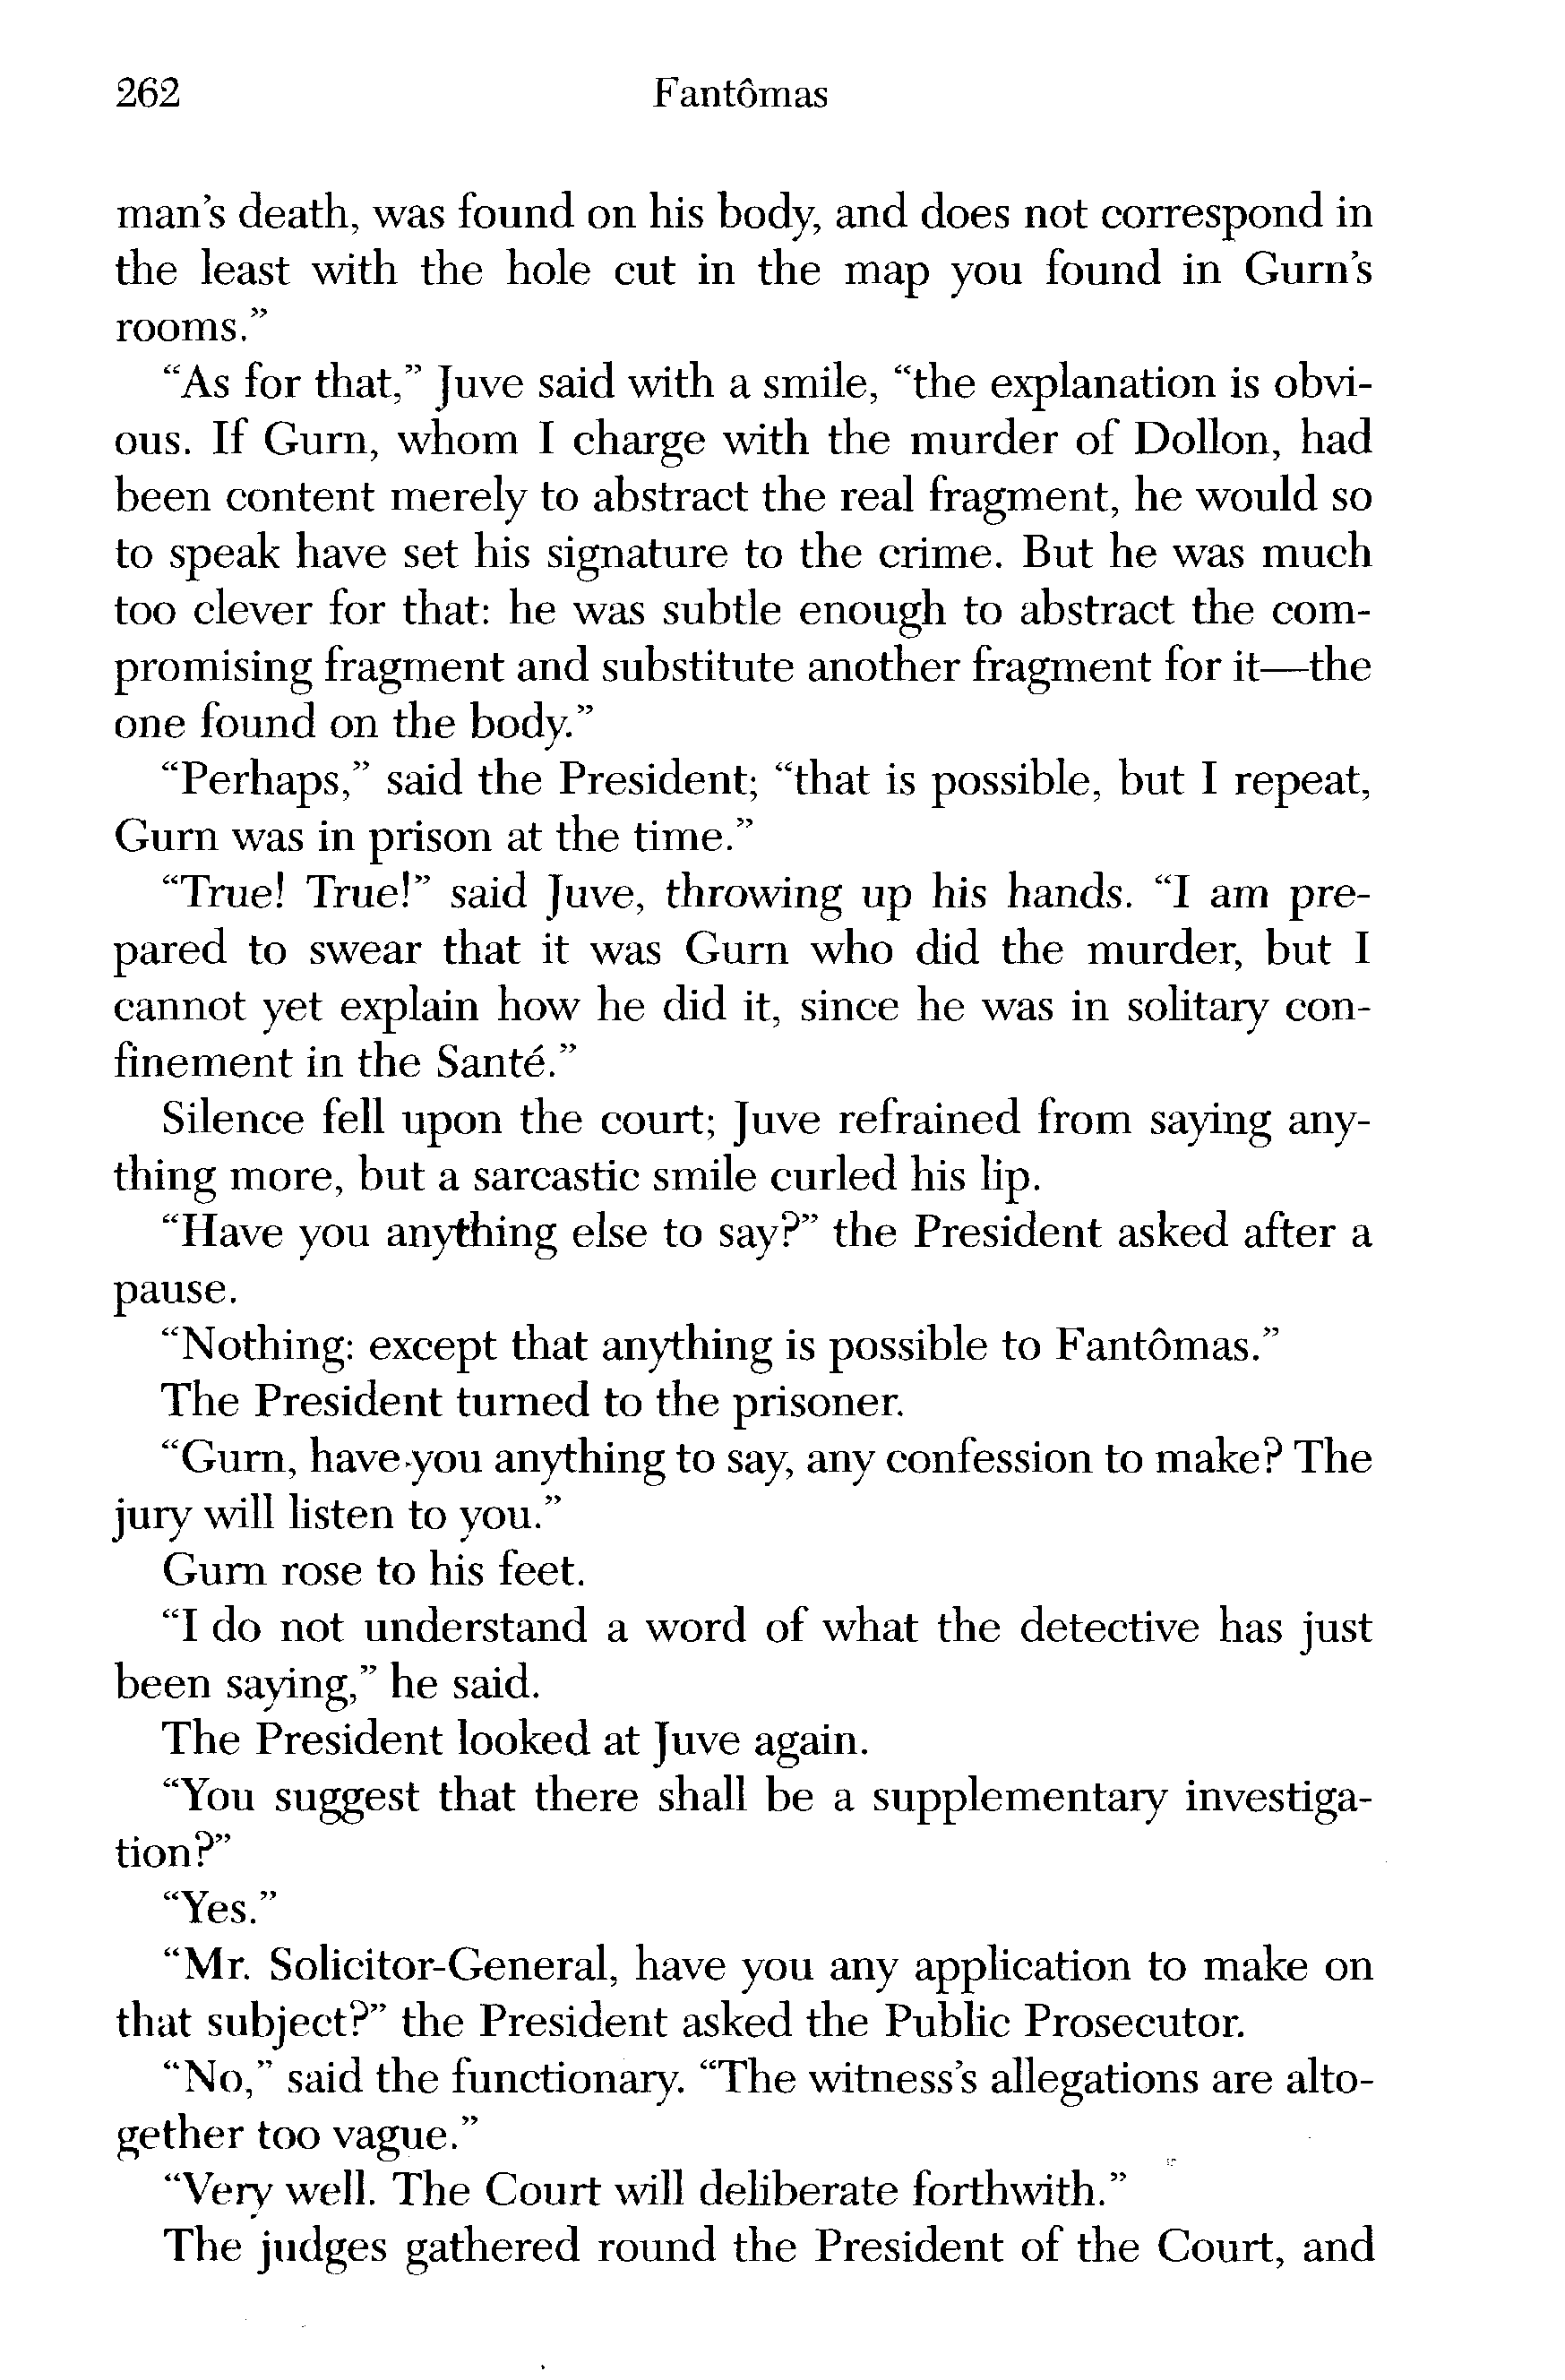 262 Fantômas
man’s death, was found on his body, and does not correspond in
the least with the hole cut in the map you found in Gurn’s
rooms.”
“As for that,” Juve said with a smile, “the explanation is obvi-
ous. If Gurn, whom I charge with the murder of Dollon, had
been content merely to abstract the real fragment, he would so
to speak have set his signature to the crime. But he was much
too clever for that: he was subtle enough to abstract the com-
promising fragment and substitute another fragment for it—the
one found on the body.”
“Perhaps,” said the President; “that is possible, but I repeat,
Gurn was in prison at the time.”
“True! True!” said Juve, throwing up his hands. “I am pre-
pared to swear that it was Gurn who did the murder, but I
cannot yet explain how he did it, since he was in solitary con-
finement in the Santé.”
Silence fell upon the court; Juve refrained from saying any-
thing more, but a sarcastic smile curled his lip.
“Have you anything else to say?” the President asked after a
pause.
“Nothing: except that anything is possible to Fantômas.”
The President turned to the prisoner.
“Gurn, have you anything to say, any confession to make? The
jury will listen to you.”
Gurn rose to his feet.
“I do not understand a word of what the detective has just
been saying,” he said.
The President looked at Juve again.
“You suggest that there shall be a supplementary investiga-
tion?”
“Yes.”
“Mr. Solicitor-General, have you any application to make on
that subject?” the President asked the Public Prosecutor.
“No,” said the functionary. “The witness’s allegations are alto-
gether too vague.”
“Very well. The Court will deliberate forthwith.”
The judges gathered round the President of the Court, and